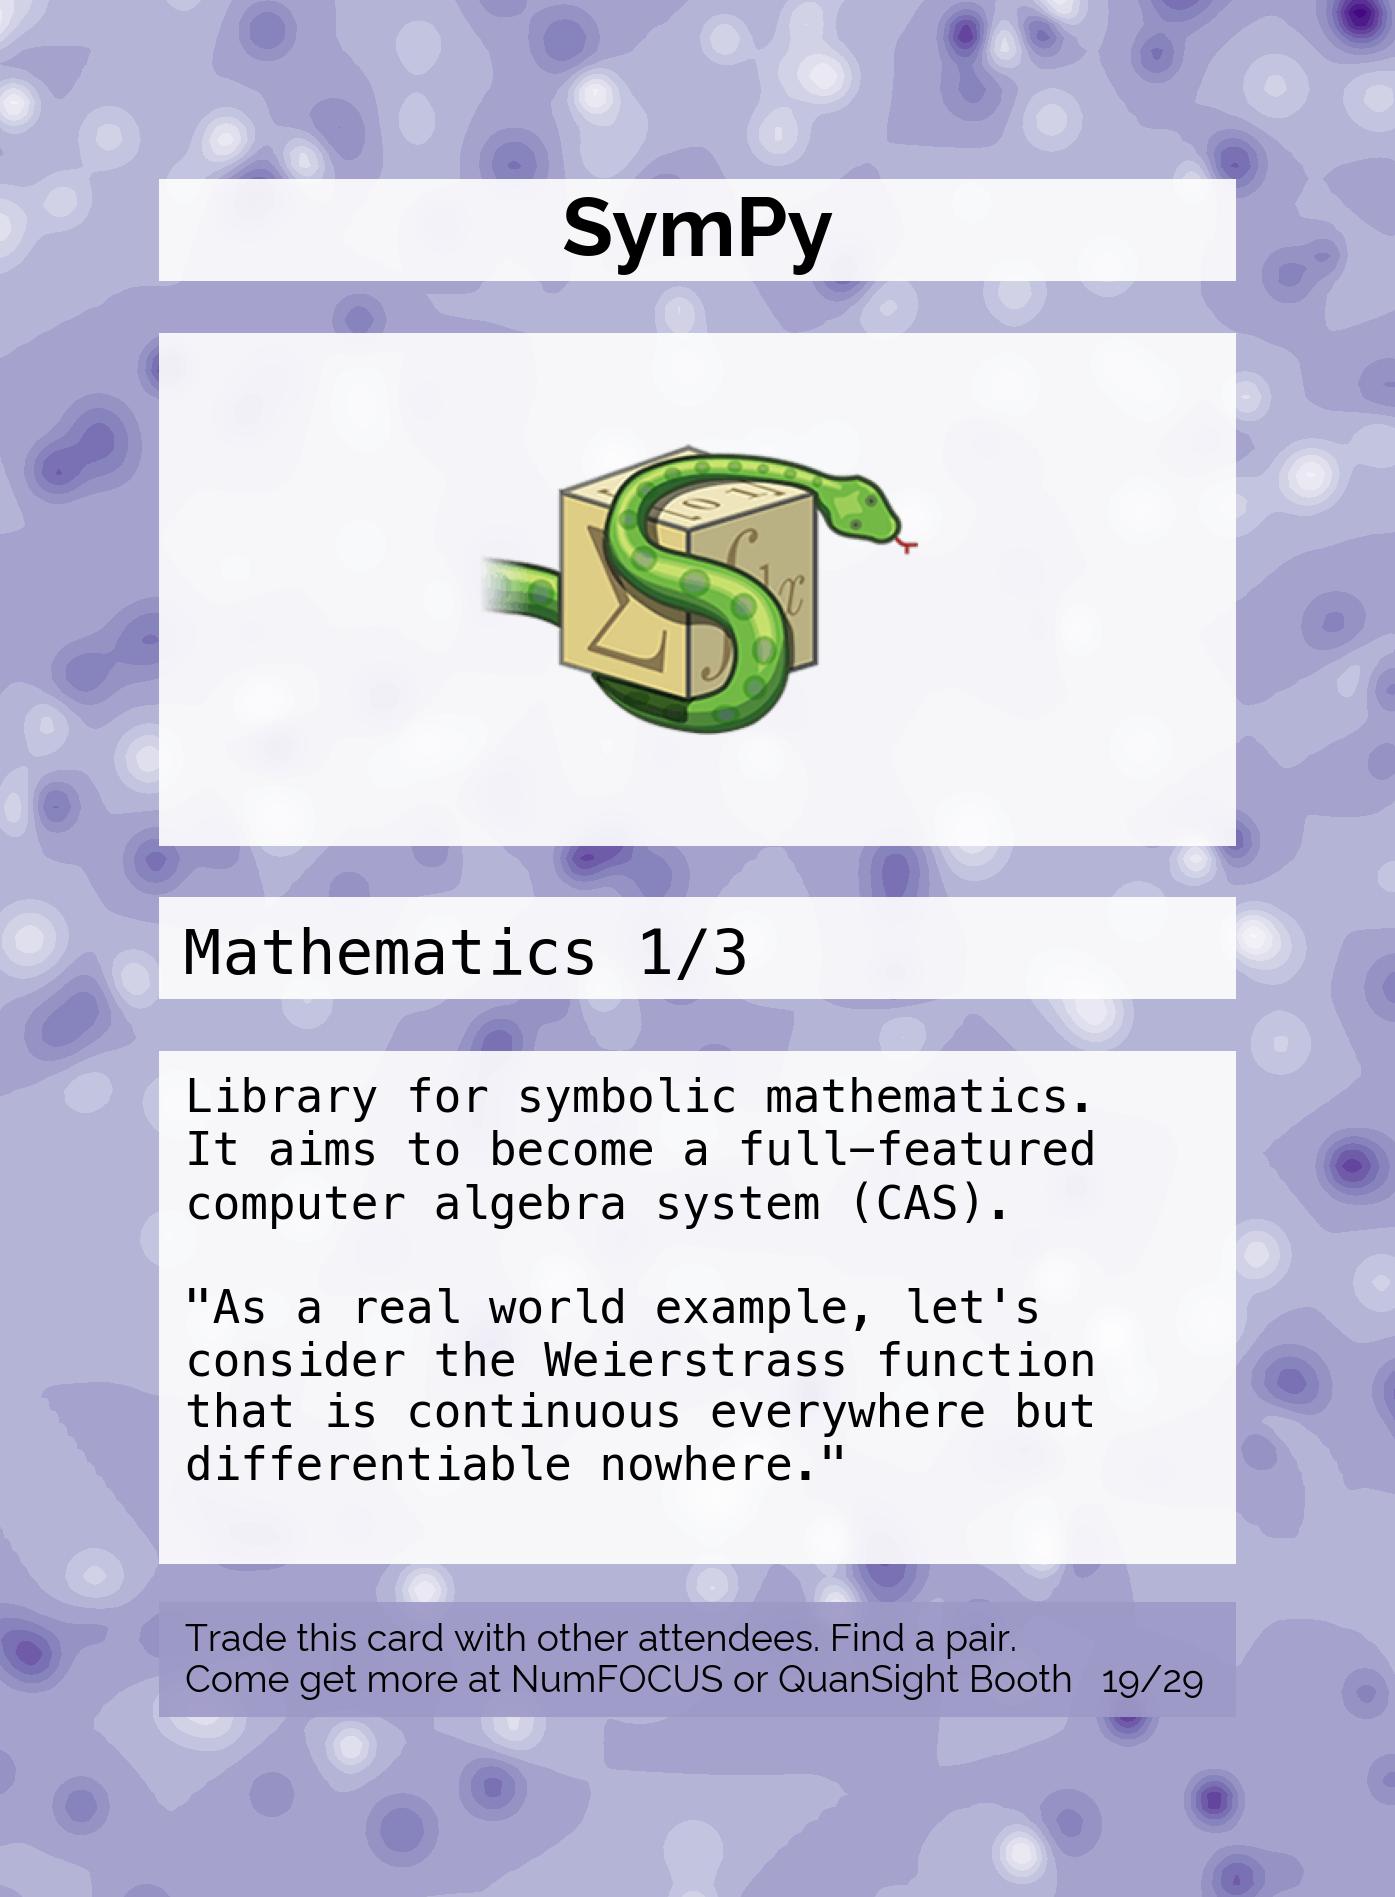 SymPy
Σ
∫
x
Mathematics 1/3
Library for symbolic mathematics.
It aims to become a full-featured
computer algebra system (CAS).
"As a real world example, let's
consider the Weierstrass function
that is continuous everywhere but
differentiable nowhere."
Trade this card with other attendees. Find a pair.
Come get more at NumFOCUS or QuanSight Booth 19/29